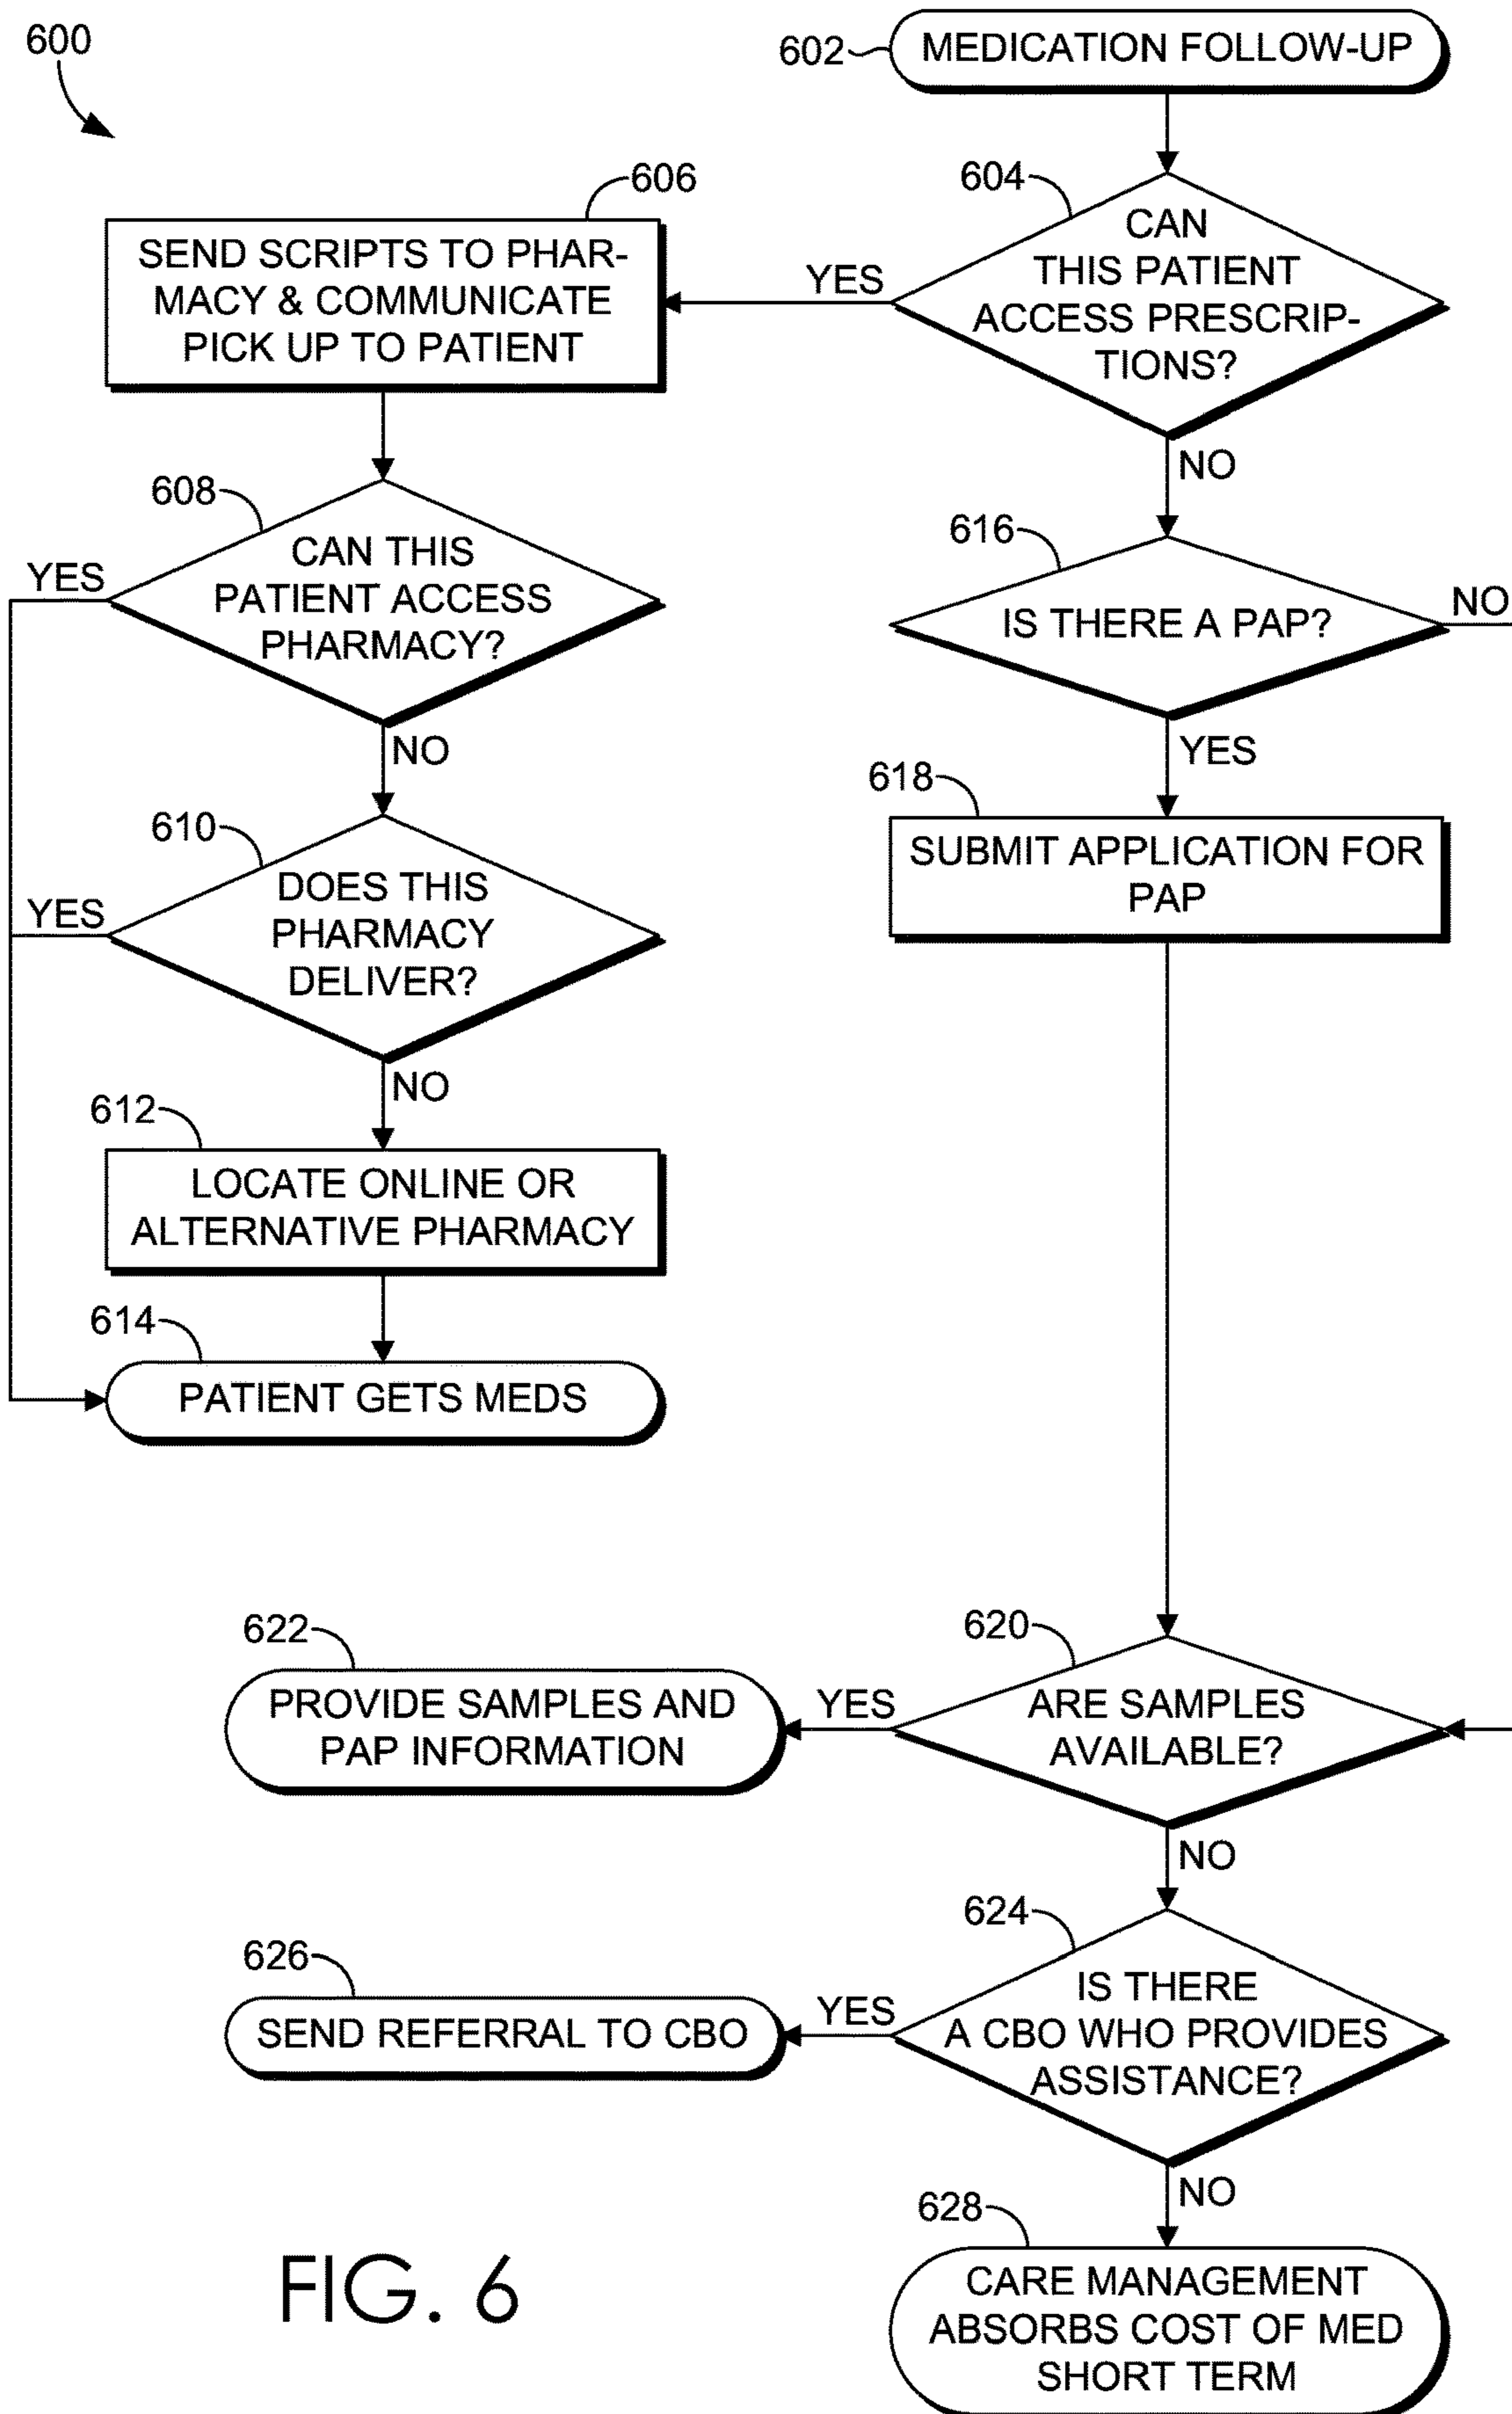 600
602
MEDICATION FOLLOW-UP
606
604
SEND SCRIPTS TO PHAR-
MACY & COMMUNICATE
PICK UP TO PATIENT
YES
CAN
THIS PATIENT
ACCESS PRESCRIP-
TIONS?
NO
608
CAN THIS
PATIENT ACCESS
PHARMACY?
YES
NO
616
IS THERE A PAP?
NO
YES
610
DOES THIS
PHARMACY
DELIVER?
YES
NO
618
SUBMIT APPLICATION FOR
PAP
612
LOCATE ONLINE OR
ALTERNATIVE PHARMACY
614
PATIENT GETS MEDS
622
PROVIDE SAMPLES AND
PAP INFORMATION
YES
620
ARE SAMPLES
AVAILABLE?
NO
626
SEND REFERRAL TO CBO
YES
624
IS THERE
A CBO WHO PROVIDES
ASSISTANCE?
NO
628
CARE MANAGEMENT
ABSORBS COST OF MED
SHORT TERM
FIG. 6